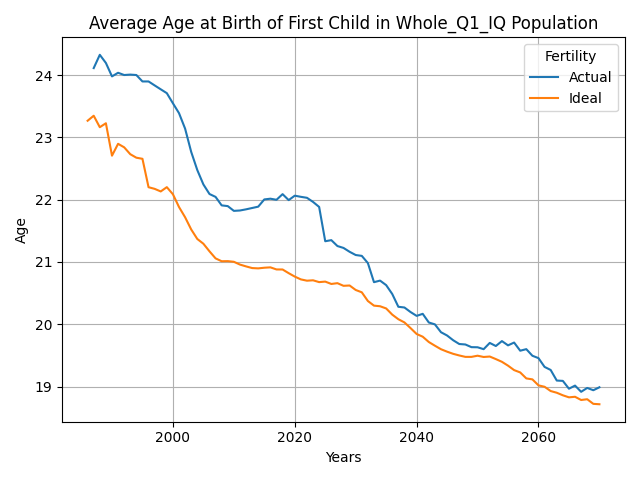 Average Age at Birth of First Child in Whole_Q1_IQ Population
Fertility
Actual
Ideal
Age
24
23
22
21
20
19
2000 2020 2040 2060
Years